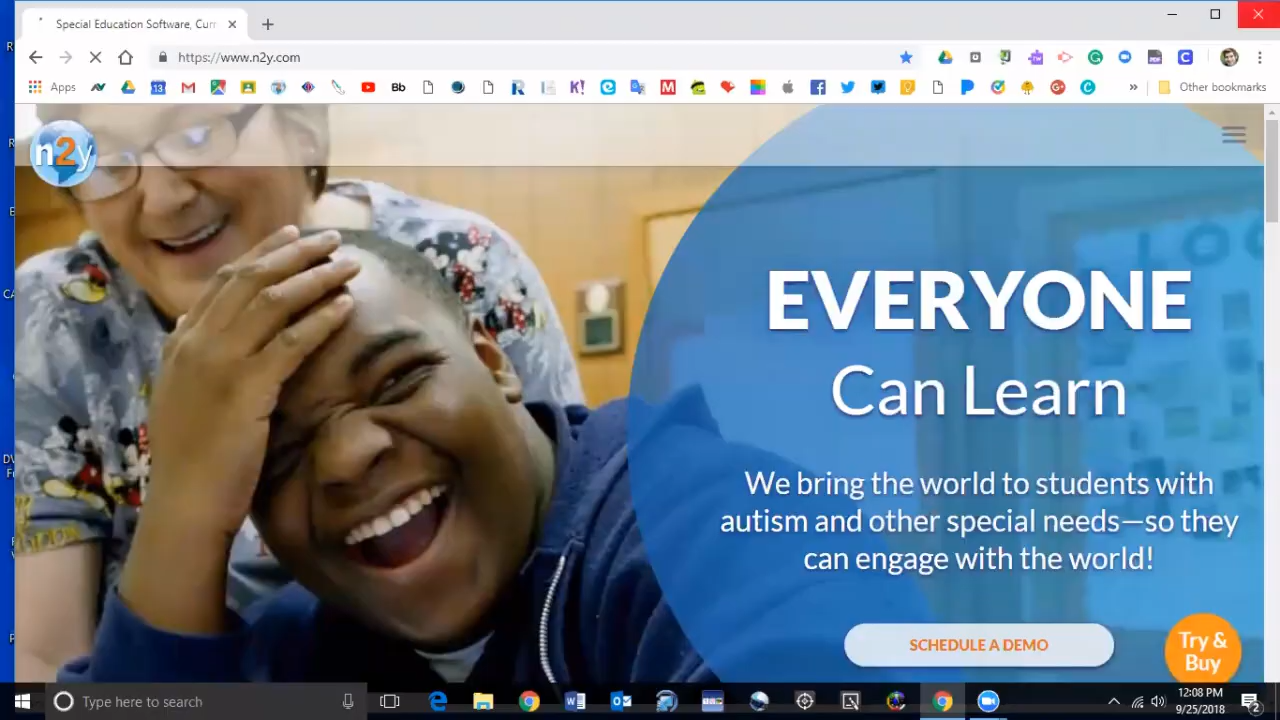 Special Education Software, Curr
https://www.n2y.com
Apps
Bb
Other bookmarks
n2y
EVERYONE
Can Learn
We bring the world to students with
autism and other special needs—so they
can engage with the world!
SCHEDULE A DEMO
Try &
Buy
Type here to search
12:08 PM
9/25/2018